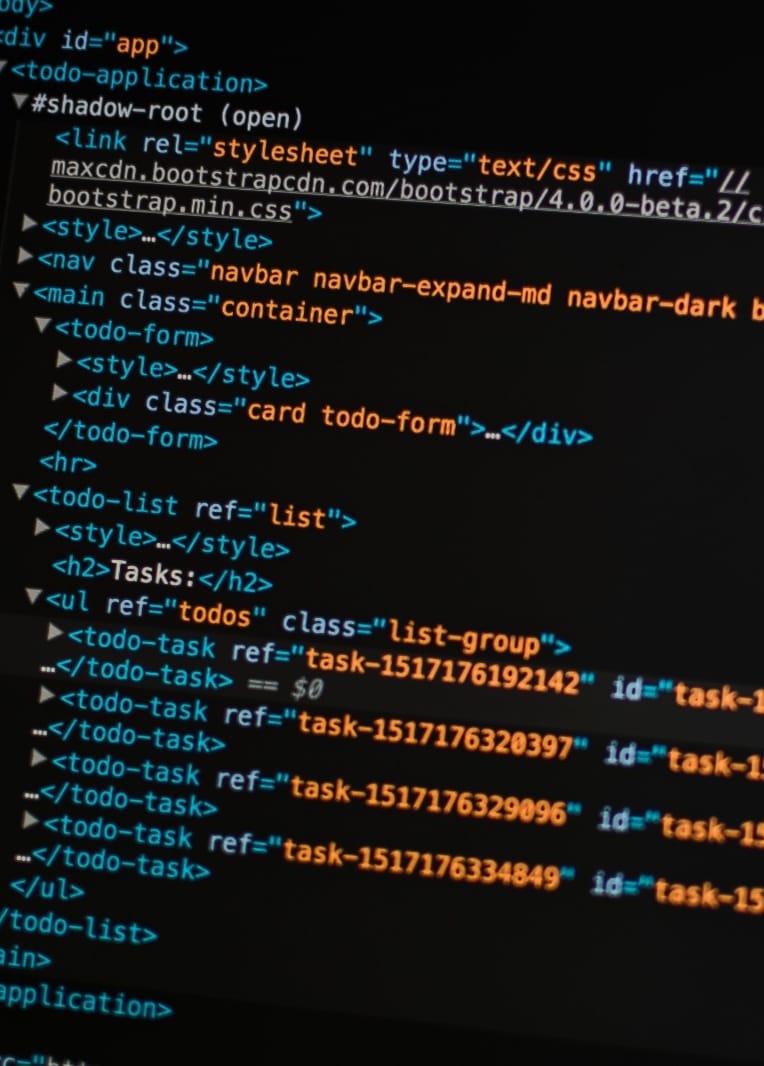 ody>
<div id="app">
<todo-application>
#shadow-root (open)
<link rel="stylesheet" type="text/css" href="//
maxcdn.bootstrapcdn.com/bootstrap/4.0.0-beta.2/c
bootstrap.min.css">
<style>…</style>
<nav class="navbar navbar-expand-md navbar-dark b
<main class="container">
<todo-form>
<style>…</style>
<div class="card todo-form">…</div>
</todo-form>
<hr>
<todo-list ref="list">
<style>…</style>
<h2>Tasks:</h2>
<ul ref="todos" class="list-group">
<todo-task ref="task-1517176192142" id="task-1
…</todo-task> == $0
<todo-task ref="task-1517176320397" id="task-15
…</todo-task>
<todo-task ref="task-1517176329096" id="task-15
…</todo-task>
<todo-task ref="task-1517176334849" id="task-15
…</todo-task>
</ul>
/todo-list>
ain>
application>